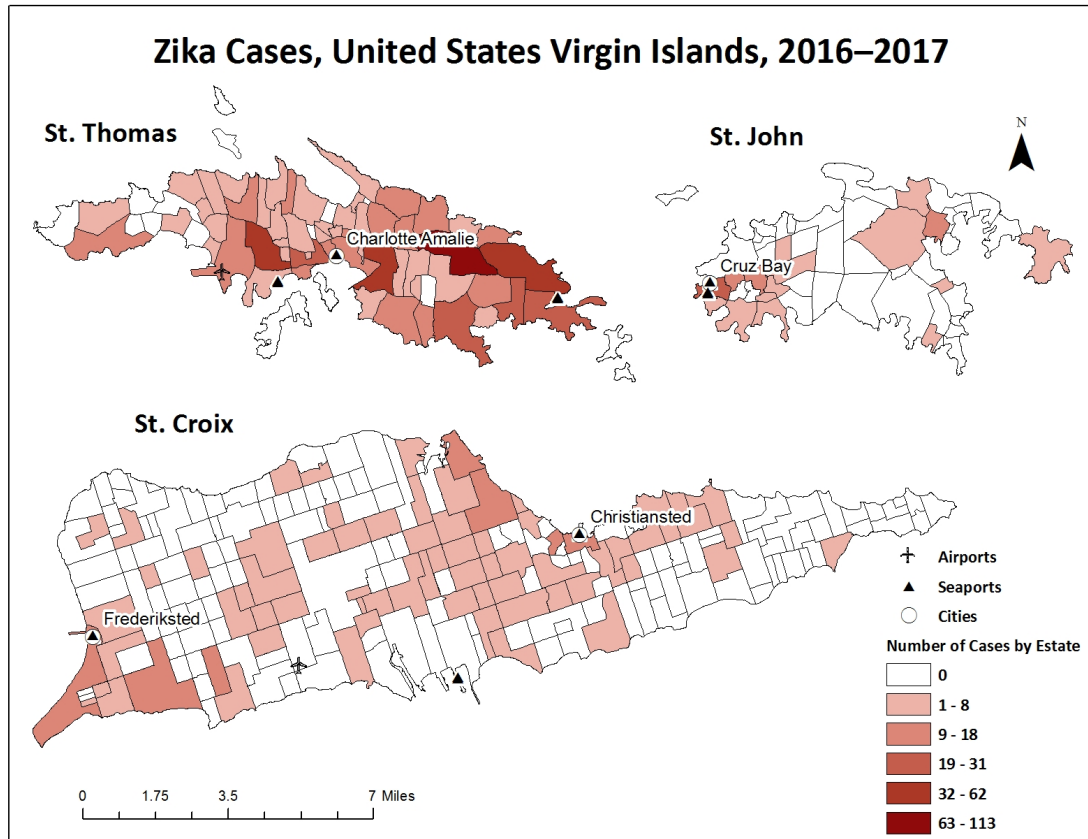 Zika Cases, United States Virgin Islands, 2016–2017
St. Thomas
St. John
N
Charlotte Amalie
Cruz Bay
St. Croix
Christiansted
Frederiksted
Airports
Seaports
Cities
Number of Cases by Estate
0
1 - 8
9 - 18
19 - 31
32 - 62
63 - 113
0 1.75 3.5 7 Miles